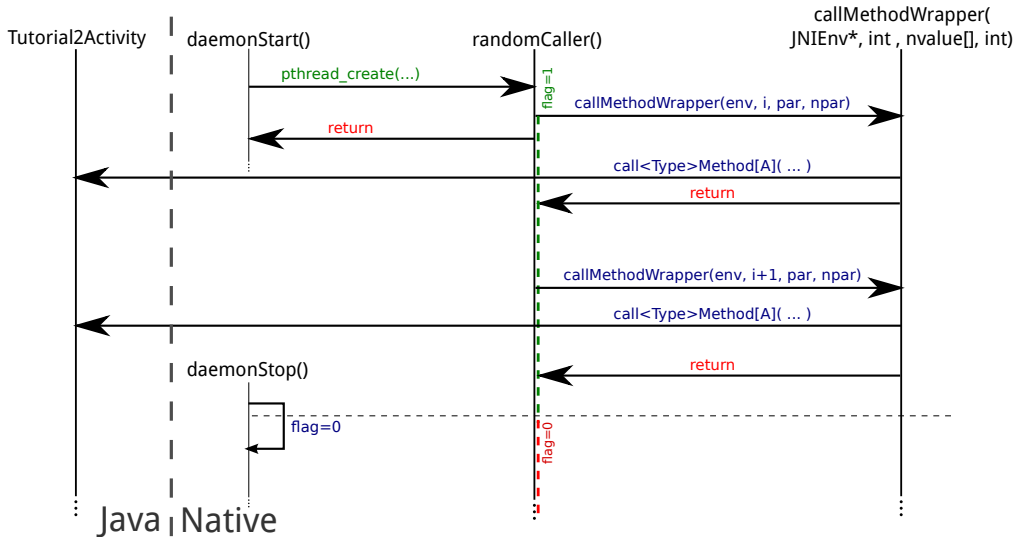 callMethodWrapper(
Tutorial2Activity
daemonStart()
randomCaller()
JNIEnv*, int , nvalue[], int)
pthread_create(...)
flag=1
callMethodWrapper(env, i, par, npar)
return
call<Type>Method[A]( ... )
return
callMethodWrapper(env, i+1, par, npar)
call<Type>Method[A]( ... )
return
daemonStop()
flag=0
flag=0
Java
Native